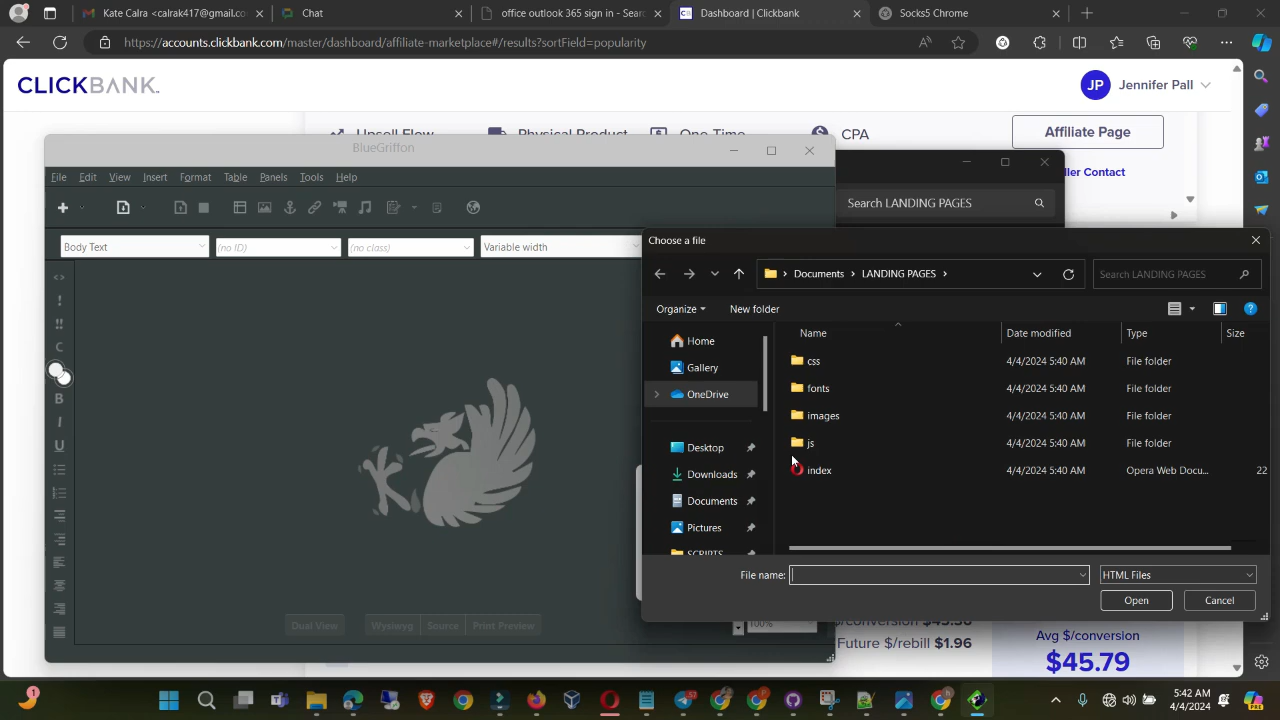 Kate Calra <calrak417@gmail.co
Chat
office outlook 365 sign in - Sear
Dashboard | Clickbank
Socks5 Chrome
https://accounts.clickbank.com/master/dashboard/affiliate-marketplace#/results?sortField=popularity
CLICKBANK.
JP
Jennifer Pall
Upsell Flow
Physical Product
One-Time
CPA
Affiliate Page
BlueGriffon
ller Contact
File Edit View Insert Format Table Panels Tools Help
Search LANDING PAGES
Body Text
(no ID)
(no class)
Variable width
Choose a file
Documents
LANDING PAGES
Search LANDING PAGES
Organize
New folder
Name
Date modified
Type
Size
Home
Gallery
OneDrive
Desktop
Downloads
Documents
Pictures
SCRIPTS
css 4/4/2024 5:40 AM File folder
fonts 4/4/2024 5:40 AM File folder
images 4/4/2024 5:40 AM File folder
js 4/4/2024 5:40 AM File folder
index 4/4/2024 5:40 AM Opera Web Docu... 22
File name:
HTML Files
Open
Cancel
Dual View
Wysiwyg
Source
Print Preview
100%
Future $/rebill $1.96
Avg $/conversion
$45.79
5:42 AM
4/4/2024